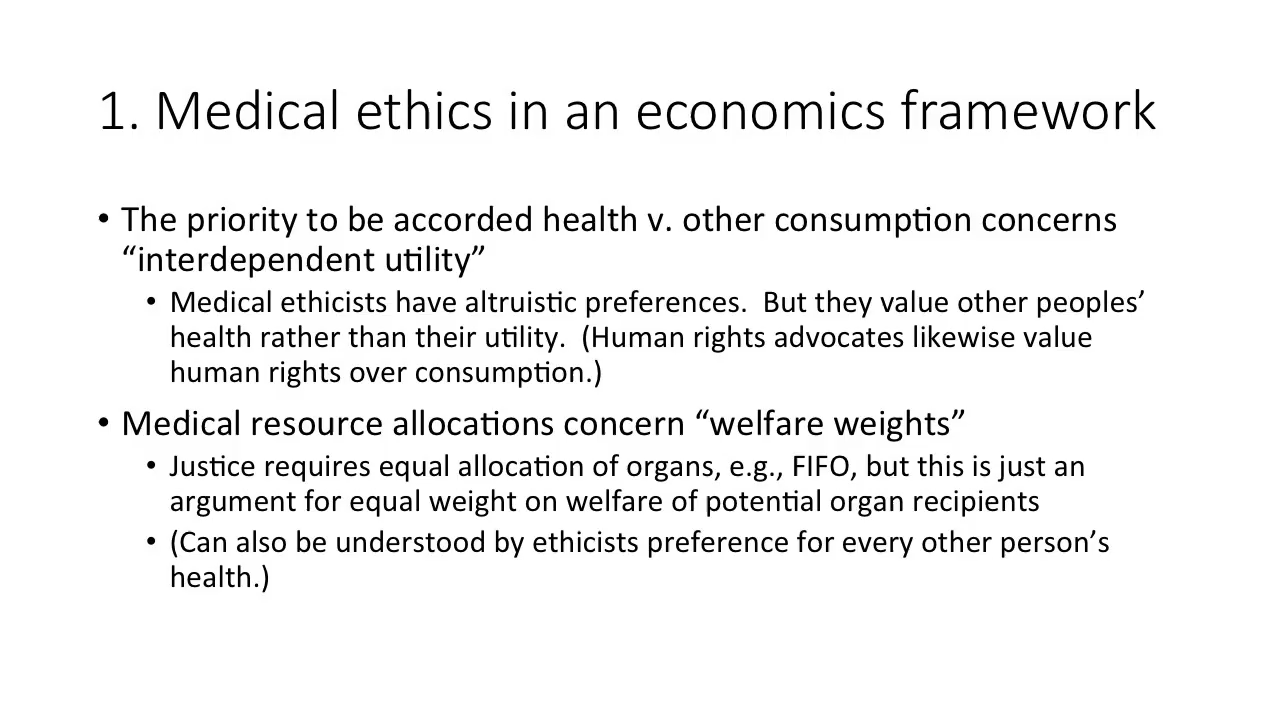 1. Medical ethics in an economics framework
• The priority to be accorded health v. other consumption concerns
“interdependent utility”
• Medical ethicists have altruistic preferences.  But they value other peoples’
health rather than their utility.  (Human rights advocates likewise value
human rights over consumption.)
• Medical resource allocations concern “welfare weights”
• Justice requires equal allocation of organs, e.g., FIFO, but this is just an
argument for equal weight on welfare of potential organ recipients
• (Can also be understood by ethicists preference for every other person’s
health.)